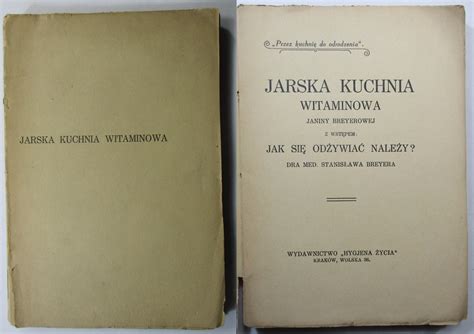 JARSKA KUCHNIA WITAMINOWA
„Przez kuchnię do odrodzenia“.
JARSKA KUCHNIA
WITAMINOWA
JANINY BREYEROWEJ
Z WSTĘPEM:
JAK SIĘ ODŻYWIAĆ NALEŻY?
DRA MED. STANISŁAWA BREYERA
WYDAWNICTWO „HYGJENA ŻYCIA“
KRAKÓW, WOLSKA 36.